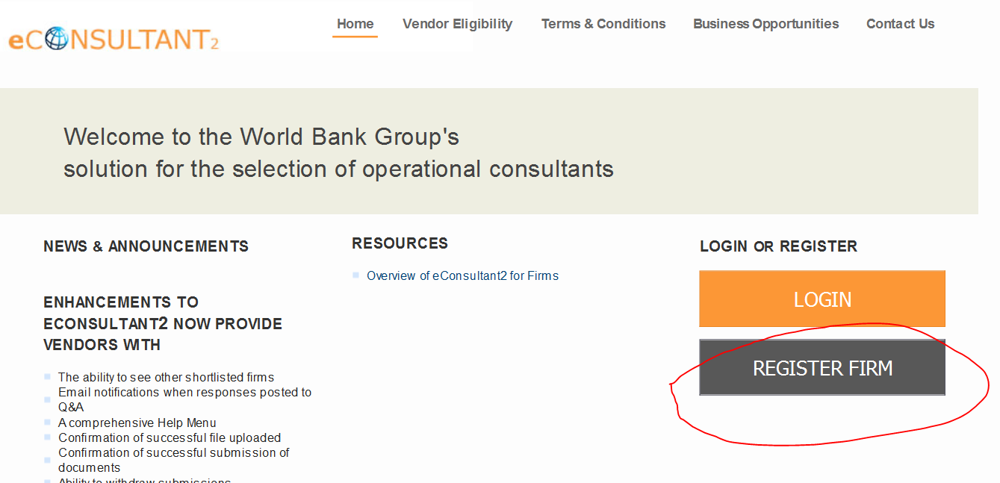 eCONSULTANT2
Home
Vendor Eligibility
Terms & Conditions
Business Opportunities
Contact Us
Welcome to the World Bank Group's
solution for the selection of operational consultants
NEWS & ANNOUNCEMENTS
ENHANCEMENTS TO
ECONSULTANT2 NOW PROVIDE
VENDORS WITH
The ability to see other shortlisted firms
Email notifications when responses posted to
Q&A
A comprehensive Help Menu
Confirmation of successful file uploaded
Confirmation of successful submission of
documents
Ability to withdraw submissions
RESOURCES
Overview of eConsultant2 for Firms
LOGIN OR REGISTER
LOGIN
REGISTER FIRM